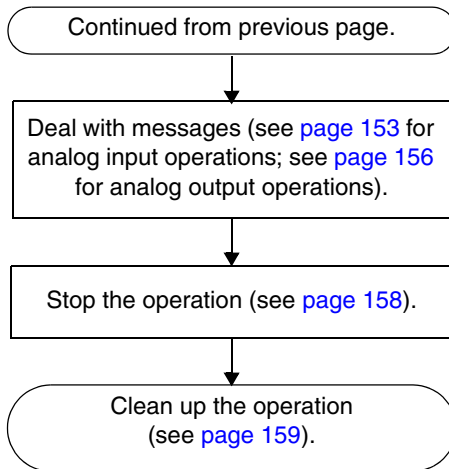 Continued from previous page.
Deal with messages (see page 153 for
analog input operations; see page 156
for analog output operations).
Stop the operation (see page 158).
Clean up the operation
(see page 159).